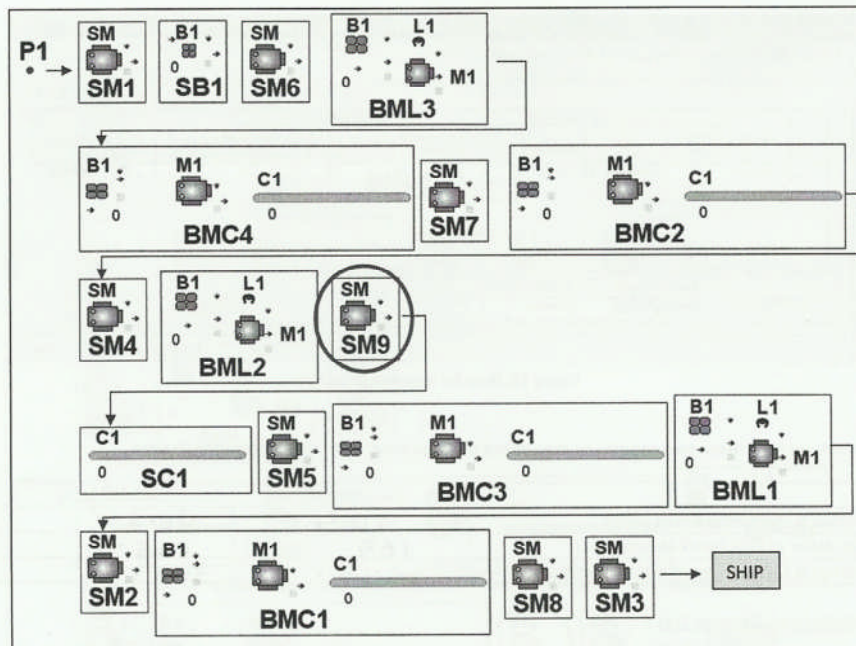 SM B1 SM B1 L1
P1
0 0 M1
SM1 SB1 SM6 BML3
B1 M1 C1 SM B1 M1 C1
0 0 0 0
BMC4 SM7 BMC2
SM B1 L1 SM
0 M1
SM4 BML2 SM9
C1 SM B1 M1 C1 B1 L1
0 0 0 0 M1
SC1 SM5 BMC3 BML1
SM B1 M1 C1 SM SM
SHIP
0 0
SM2 BMC1 SM8 SM3